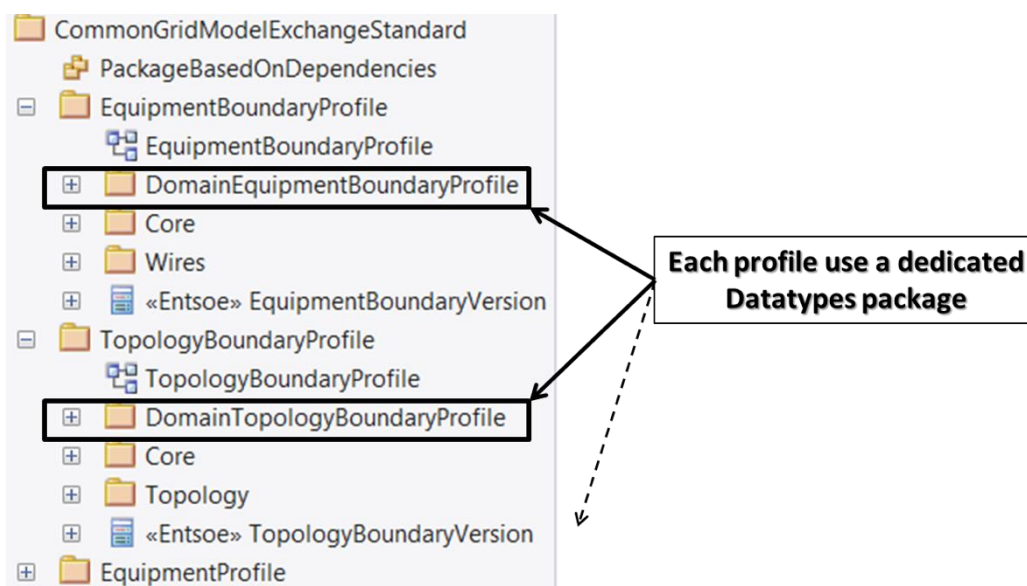 CommonGridModelExchangeStandard
PackageBasedOnDependencies
EquipmentBoundaryProfile
EquipmentBoundaryProfile
DomainEquipmentBoundaryProfile
Core
Wires
«Entsoe» EquipmentBoundaryVersion
TopologyBoundaryProfile
TopologyBoundaryProfile
DomainTopologyBoundaryProfile
Core
Topology
«Entsoe» TopologyBoundaryVersion
EquipmentProfile
Each profile use a dedicated
Datatypes package